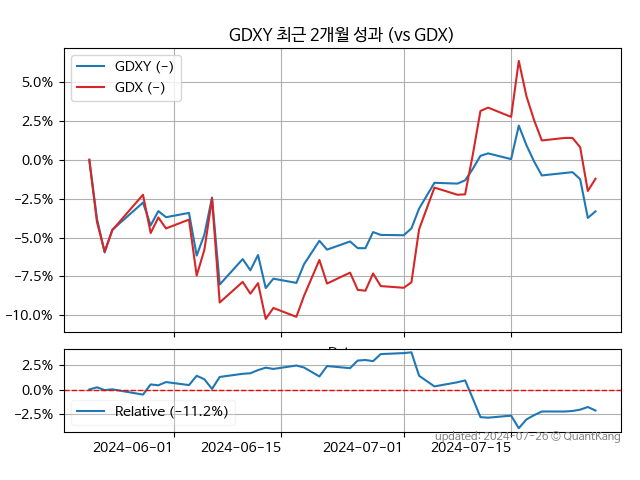 GDXY 최근 2개월 성과 (vs GDX)
GDXY (-)
GDX (-)
5.0%
2.5%
0.0%
-2.5%
-5.0%
-7.5%
-10.0%
2.5%
0.0%
-2.5%
Relative (-11.2%)
updated: 2024-07-26 © QuantKang
2024-06-01 2024-06-15 2024-07-01 2024-07-15